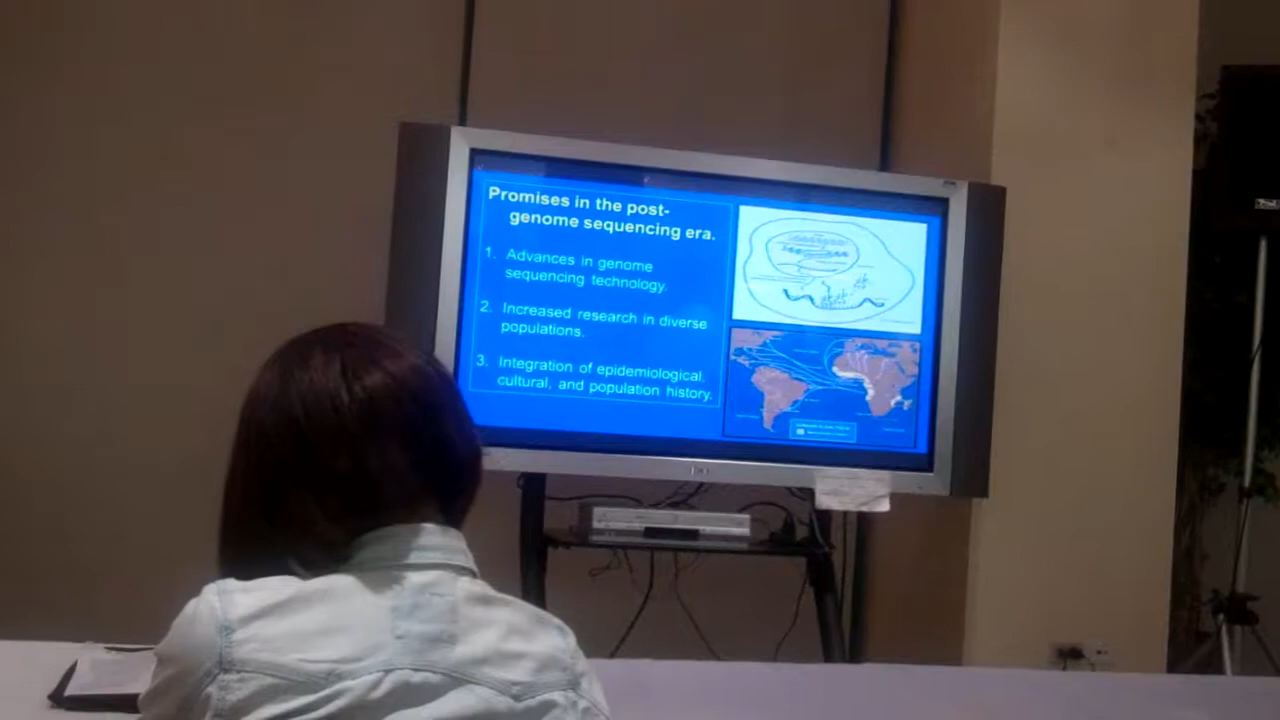 Promises in the post-
genome sequencing era.
1. Advances in genome
sequencing technology.
2. Increased research in diverse
populations.
3. Integration of epidemiological,
cultural, and population history.